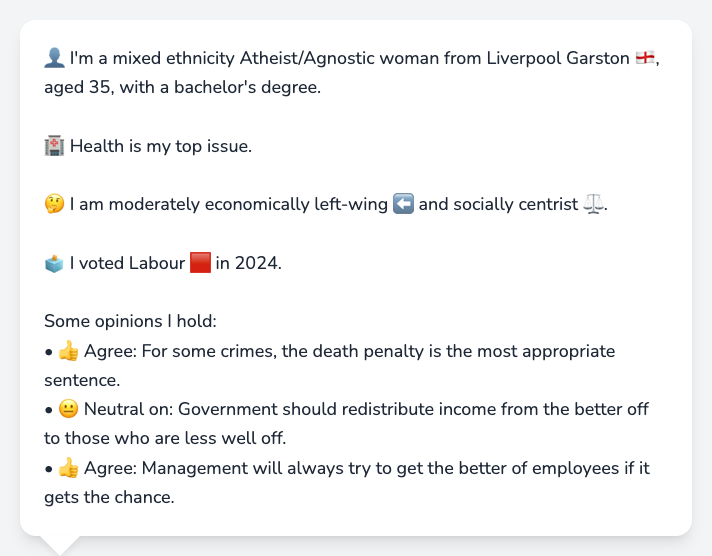 👤 I'm a mixed ethnicity Atheist/Agnostic woman from Liverpool Garston 🏴󠁧󠁢󠁥󠁮󠁧󠁿,
aged 35, with a bachelor's degree.
🏥 Health is my top issue.
🤔 I am moderately economically left-wing ⬅️ and socially centrist ⚖️.
🗳️ I voted Labour 🟥 in 2024.
Some opinions I hold:
• 👍 Agree: For some crimes, the death penalty is the most appropriate
sentence.
• 😐 Neutral on: Government should redistribute income from the better off
to those who are less well off.
• 👍 Agree: Management will always try to get the better of employees if it
gets the chance.